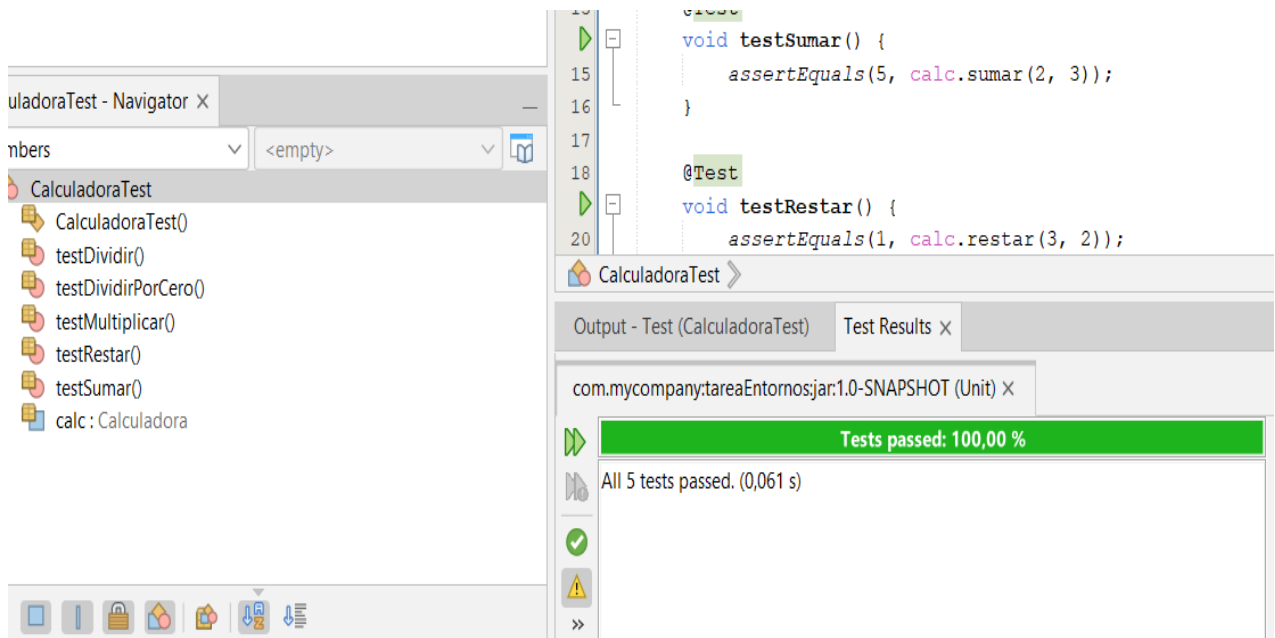 uladoraTest - Navigator
mbers
<empty>
CalculadoraTest
CalculadoraTest()
testDividir()
testDividirPorCero()
testMultiplicar()
testRestar()
testSumar()
calc : Calculadora
@Test
void testSumar() {
15 assertEquals(5, calc.sumar(2, 3));
16 }
17
18 @Test
void testRestar() {
20 assertEquals(1, calc.restar(3, 2));
CalculadoraTest
Output - Test (CalculadoraTest) Test Results
com.mycompany:tareaEntornos:jar:1.0-SNAPSHOT (Unit)
Tests passed: 100,00 %
All 5 tests passed. (0,061 s)